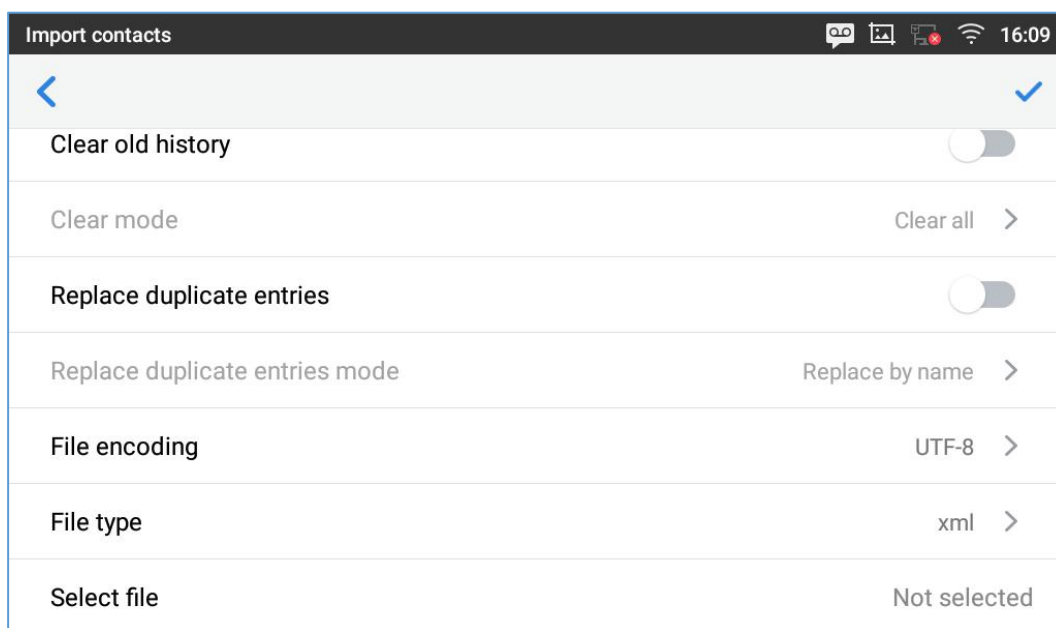 Import contacts 16:09
Clear old history
Clear mode Clear all
Replace duplicate entries
Replace duplicate entries mode Replace by name
File encoding UTF-8
File type xml
Select file Not selected